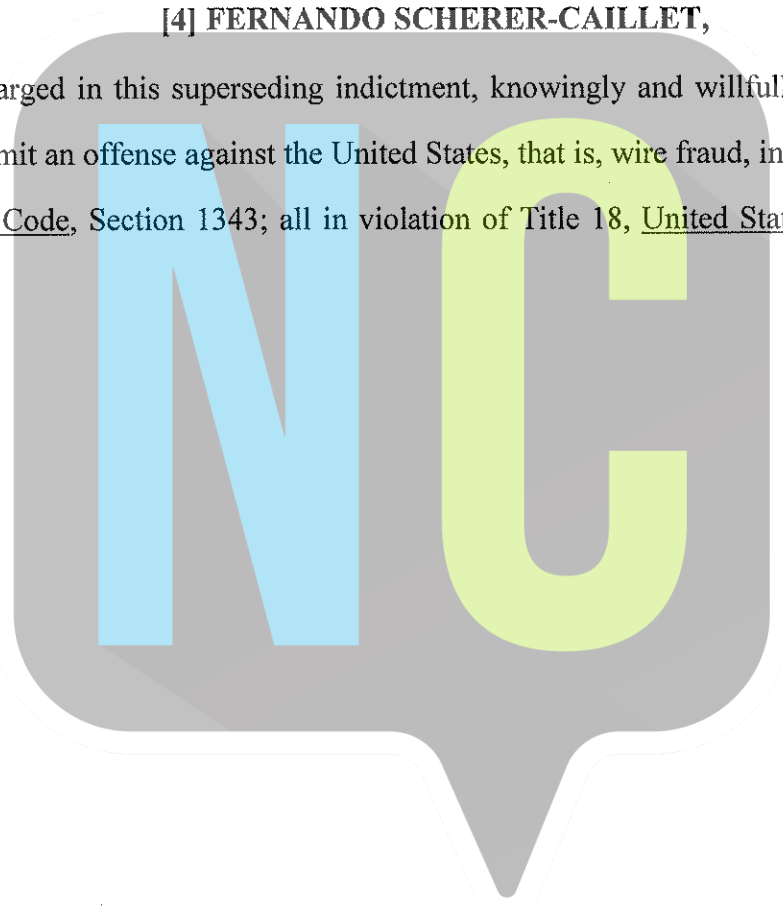 [4] FERNANDO SCHERER-CAILLET,
arged in this superseding indictment, knowingly and willfull
mit an offense against the United States, that is, wire fraud, in
Code, Section 1343; all in violation of Title 18, United Sta
NC